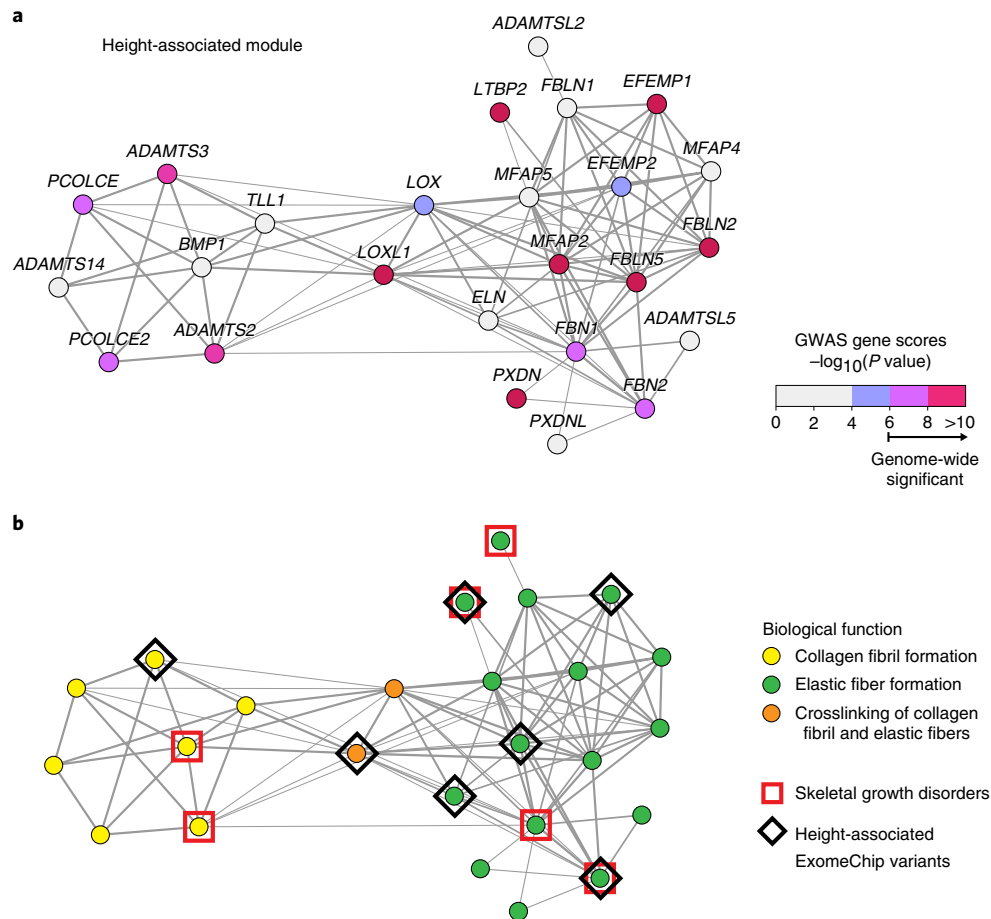 a
Height-associated module
ADAMTSL2
LTBP2
FBLN1
EFEMP1
ADAMTS3
MFAP4
PCOLCE
TLL1
LOX
MFAP5
EFEMP2
BMP1
LOXL1
MFAP2
FBLN2
ADAMTS14
FBLN5
ELN
PCOLCE2
ADAMTS2
FBN1
ADAMTSL5
PXDN
FBN2
PXDNL
GWAS gene scores
–log10(P value)
0 2 4 6 8 >10
Genome-wide
significant
b
Biological function
Collagen fibril formation
Elastic fiber formation
Crosslinking of collagen
fibril and elastic fibers
Skeletal growth disorders
Height-associated
ExomeChip variants